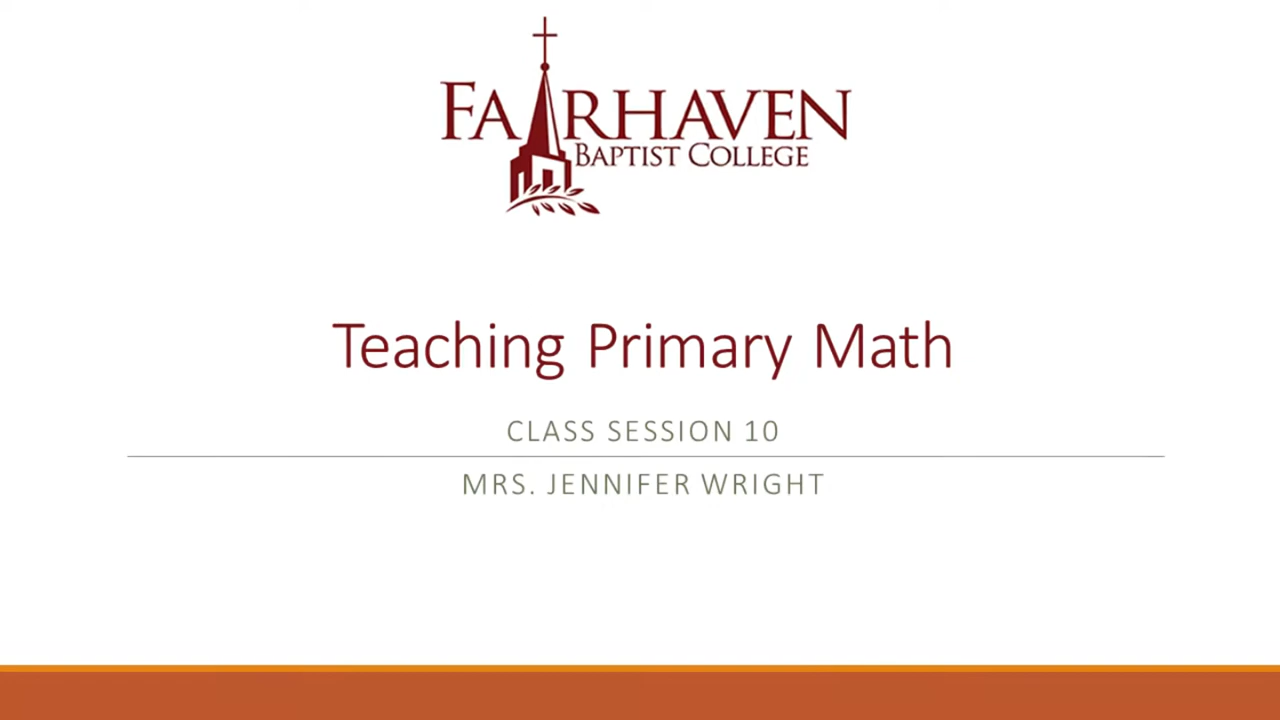 FAIRHAVEN
BAPTIST COLLEGE
Teaching Primary Math
CLASS SESSION 10
MRS. JENNIFER WRIGHT